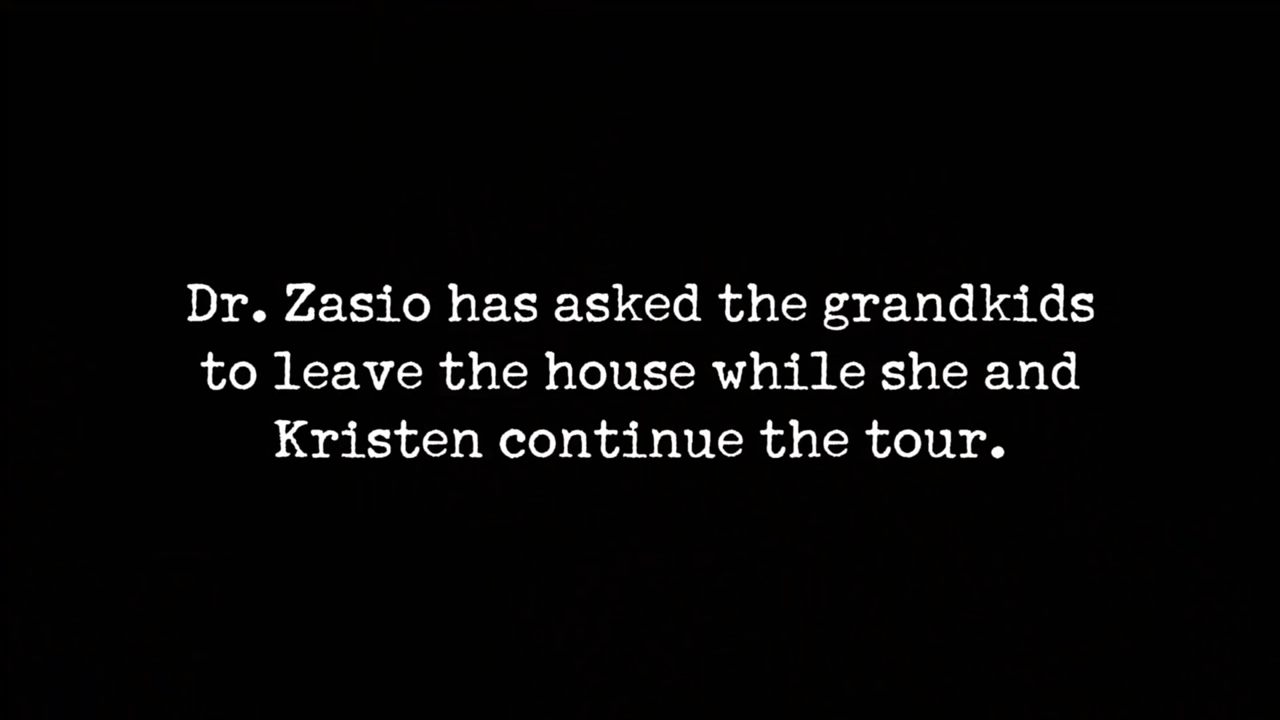 Dr. Zasio has asked the grandkids
to leave the house while she and
Kristen continue the tour.